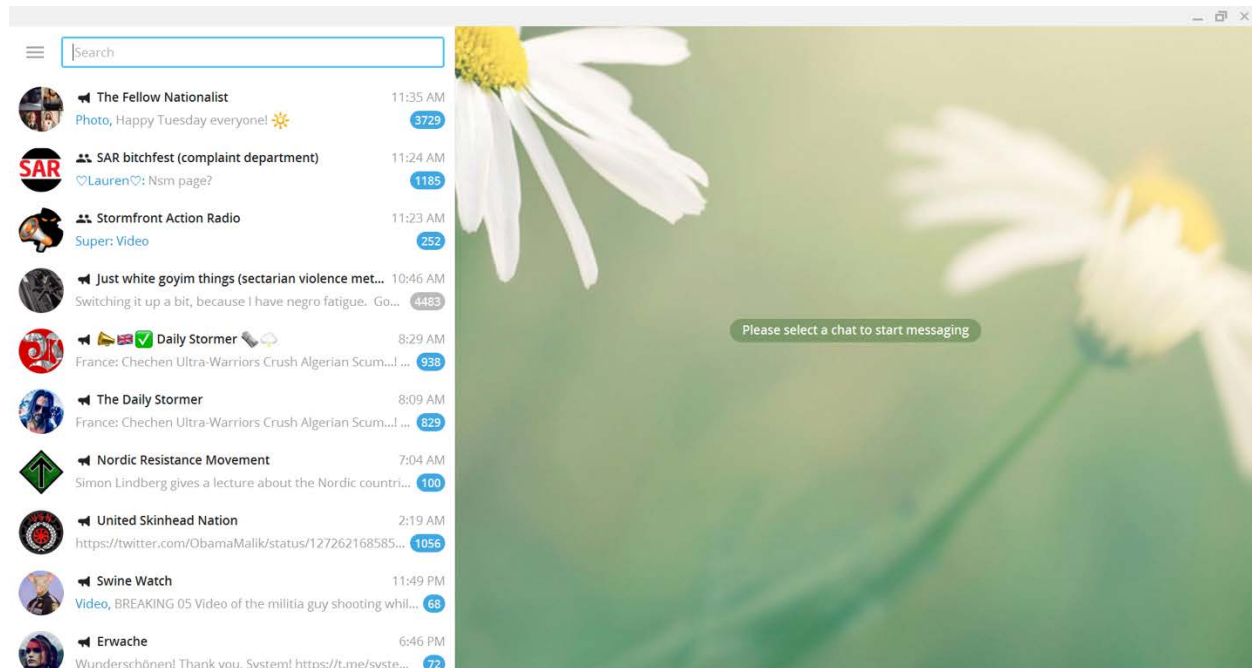 Search
The Fellow Nationalist 11:35 AM
Photo, Happy Tuesday everyone! ☀️ 3729
SAR
SAR bitchfest (complaint department) 11:24 AM
♡Lauren♡: Nsm page? 1185
Stormfront Action Radio 11:23 AM
Super: Video 252
Just white goyim things (sectarian violence met... 10:46 AM
Switching it up a bit, because I have negro fatigue. Go... 4483
Daily Stormer 8:29 AM
France: Chechen Ultra-Warriors Crush Algerian Scum...! ... 938
The Daily Stormer 8:09 AM
France: Chechen Ultra-Warriors Crush Algerian Scum...! ... 829
Nordic Resistance Movement 7:04 AM
Simon Lindberg gives a lecture about the Nordic countri... 100
United Skinhead Nation 2:19 AM
https://twitter.com/ObamaMalik/status/127262168585... 1056
Swine Watch 11:49 PM
Video, BREAKING 05 Video of the militia guy shooting whil... 68
Erwache 6:46 PM
Wunderschönen! Thank you, System! https://t.me/syste... 72
Please select a chat to start messaging